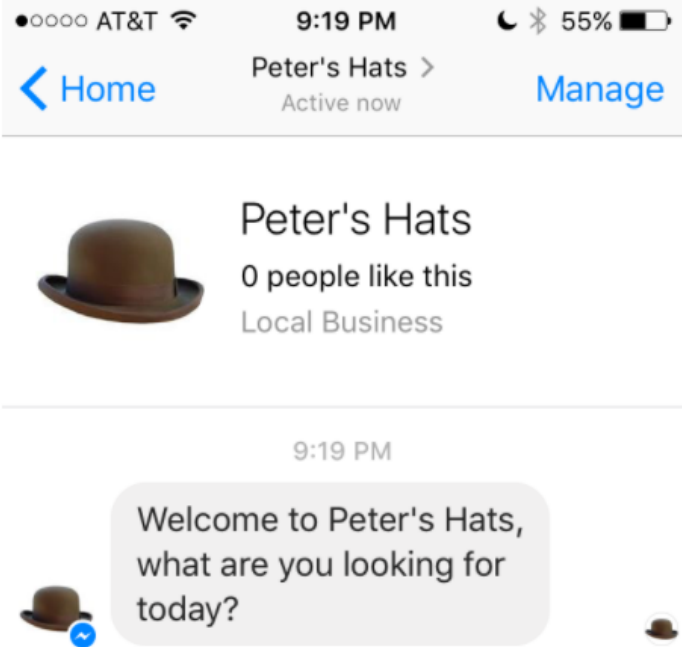 AT&T 9:19 PM 55%
Home Peter's Hats > Manage
Active now
Peter's Hats
0 people like this
Local Business
9:19 PM
Welcome to Peter's Hats,
what are you looking for
today?